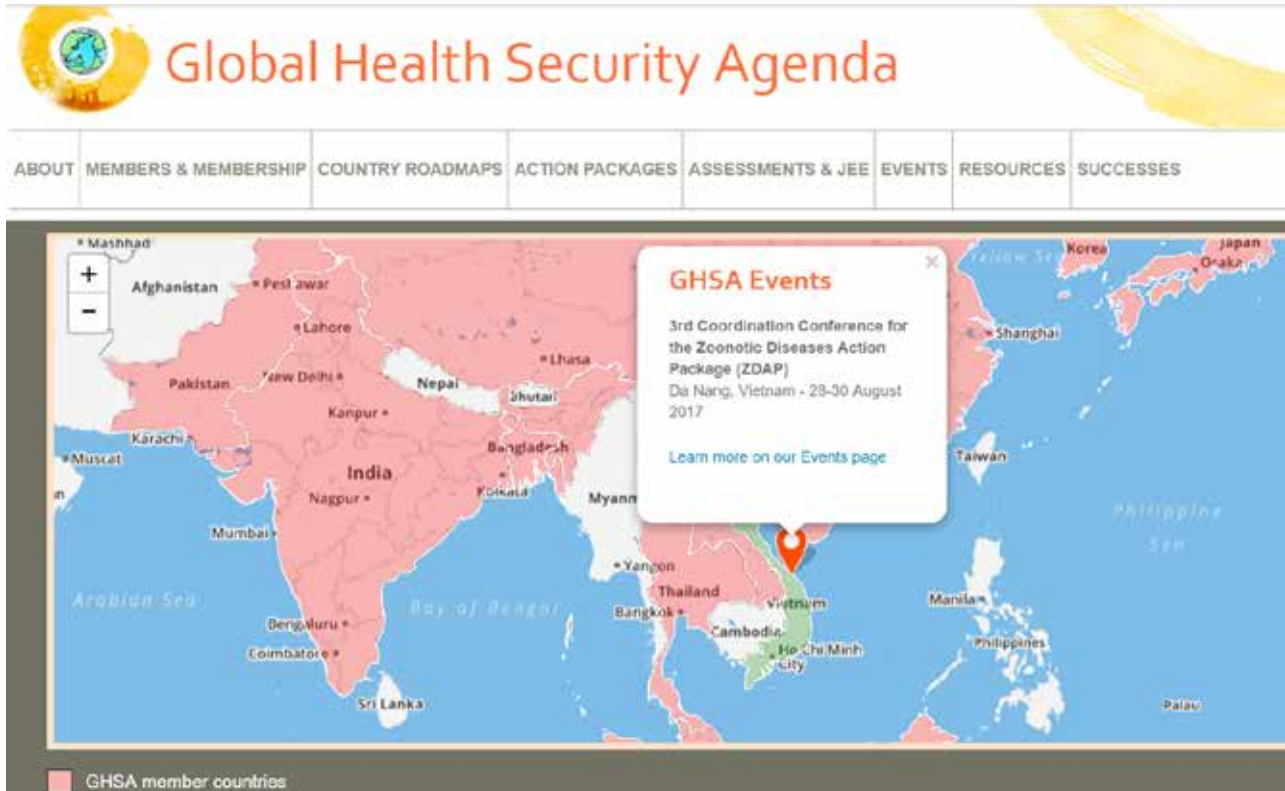 Global Health Security Agenda
ABOUT MEMBERS & MEMBERSHIP COUNTRY ROADMAPS ACTION PACKAGES ASSESSMENTS & JEE EVENTS RESOURCES SUCCESSES
+
−
Mashhad
Afghanistan
Peshawar
Lahore
Pakistan
New Delhi
Nepal
Lhasa
Bhutan
Kanpur
Karachi
Muscat
Bangladesh
India
Nagpur
Kolkata
Myanm
Mumbai
Yangon
Arabian Sea
Bay of Bengal
Thailand
Bangkok
Vietnam
Cambodia
Ho Chi Minh
City
Bengaluru
Coimbatore
Sri Lanka
GHSA Events
×
3rd Coordination Conference for
the Zoonotic Diseases Action
Package (ZDAP)
Da Nang, Vietnam - 28-30 August
2017
Learn more on our Events page
Yellow Sea
Korea
Japan
Osaka
Shanghai
Taiwan
Philippine
Sea
Manila
Philippines
Palau
GHSA member countries